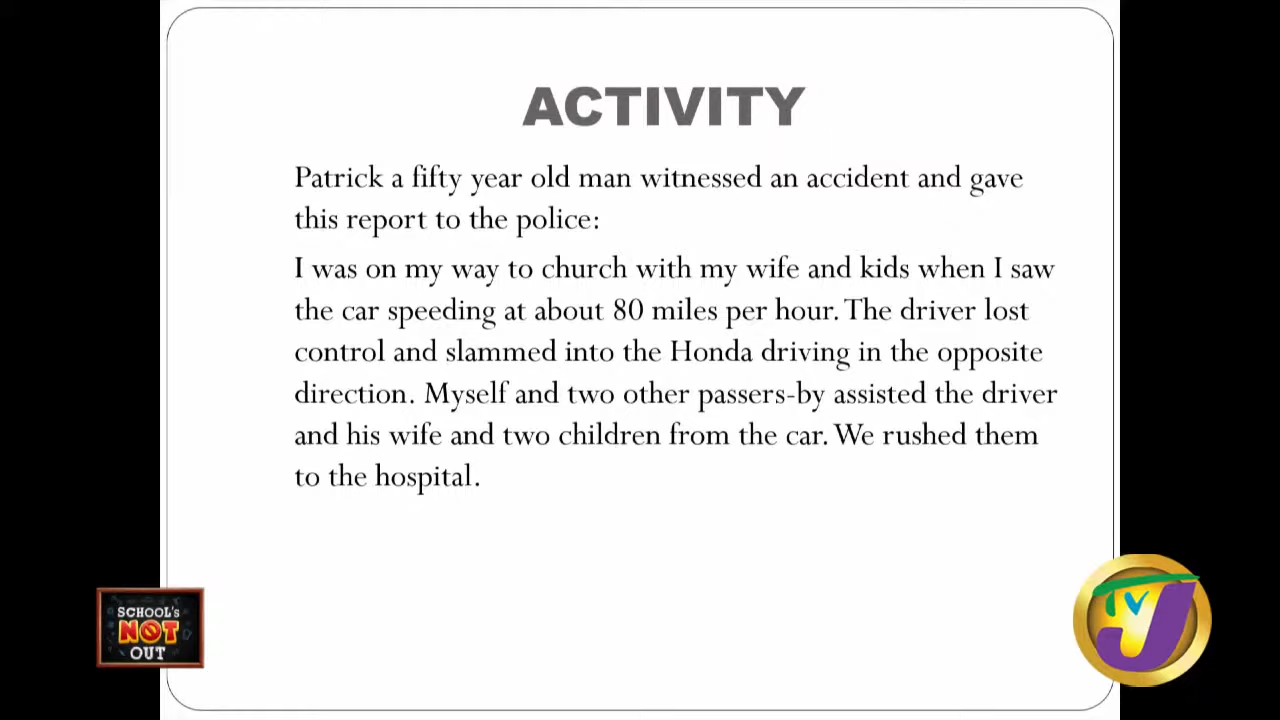 ACTIVITY
Patrick a fifty year old man witnessed an accident and gave
this report to the police:
I was on my way to church with my wife and kids when I saw
the car speeding at about 80 miles per hour. The driver lost
control and slammed into the Honda driving in the opposite
direction. Myself and two other passers-by assisted the driver
and his wife and two children from the car. We rushed them
to the hospital.
SCHOOL's
NOT
OUT
TVJ